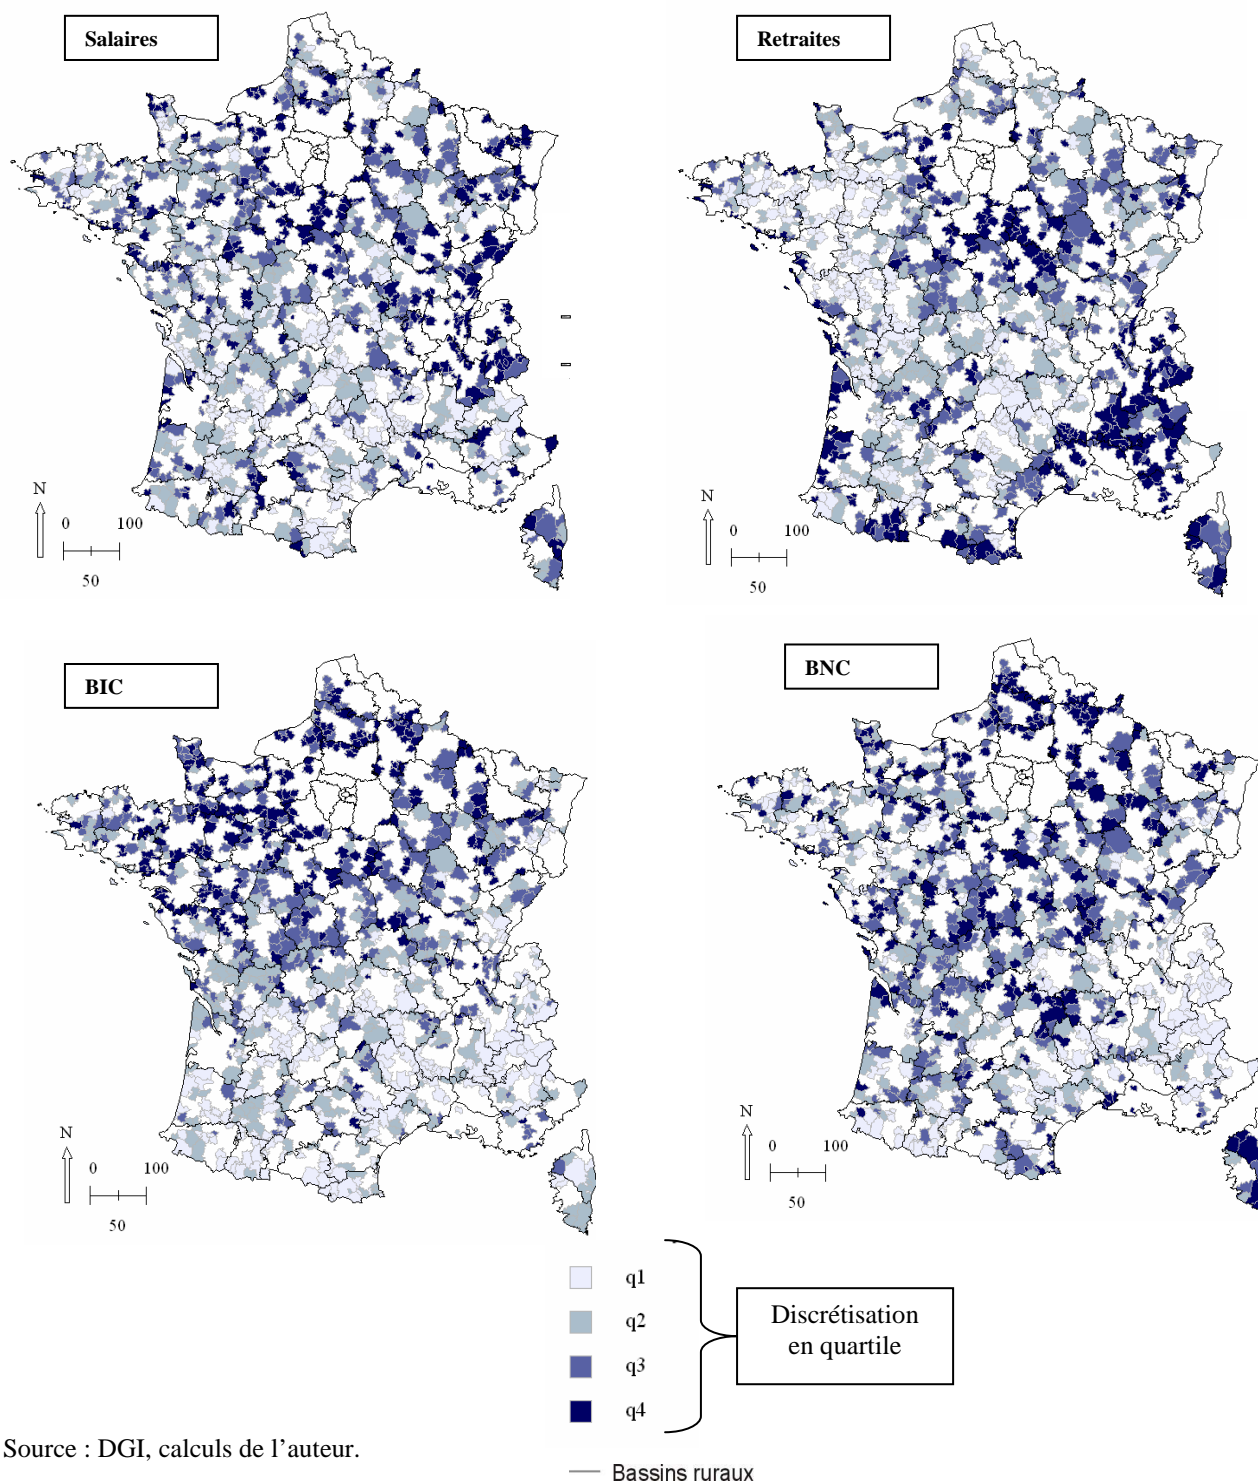 Salaires
Retraites
N
0 100
50
N
0 100
50
BIC
BNC
N
0 100
50
N
0 100
50
q1
q2
q3
q4
Discrétisation
en quartile
Source : DGI, calculs de l'auteur.
Bassins ruraux